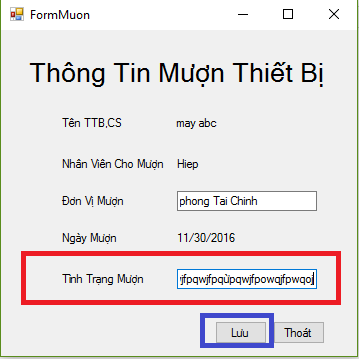 FormMuon
Thông Tin Mượn Thiết Bị
Tên TTB,CS may abc
Nhân Viên Cho Mượn Hiep
Đơn Vị Mượn phong Tai Chinh
Ngày Mượn 11/30/2016
Tình Trạng Mượn
Lưu Thoát